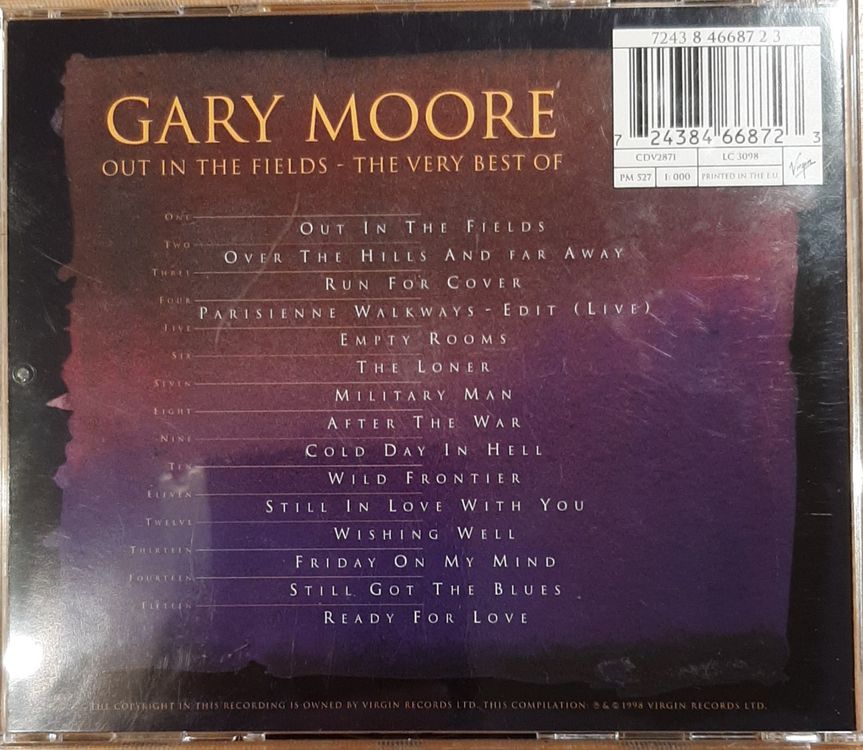 7243 8 46687 2 3
7 24384 66872 3
CDV2871 LC 3098
PM 527 1: 000 PRINTED IN THE E.U. Virgin
GARY MOORE
OUT IN THE FIELDS - THE VERY BEST OF
ONE OUT IN THE FIELDS
TWO OVER THE HILLS AND FAR AWAY
THREE RUN FOR COVER
FOUR PARISIENNE WALKWAYS - EDIT (LIVE)
FIVE EMPTY ROOMS
SIX THE LONER
SEVEN MILITARY MAN
EIGHT AFTER THE WAR
NINE COLD DAY IN HELL
TEN WILD FRONTIER
ELEVEN STILL IN LOVE WITH YOU
TWELVE WISHING WELL
THIRTEEN FRIDAY ON MY MIND
FOURTEEN STILL GOT THE BLUES
FIFTEEN READY FOR LOVE
THE COPYRIGHT IN THIS RECORDING IS OWNED BY VIRGIN RECORDS LTD. THIS COMPILATION: ℗ & © 1998 VIRGIN RECORDS LTD.